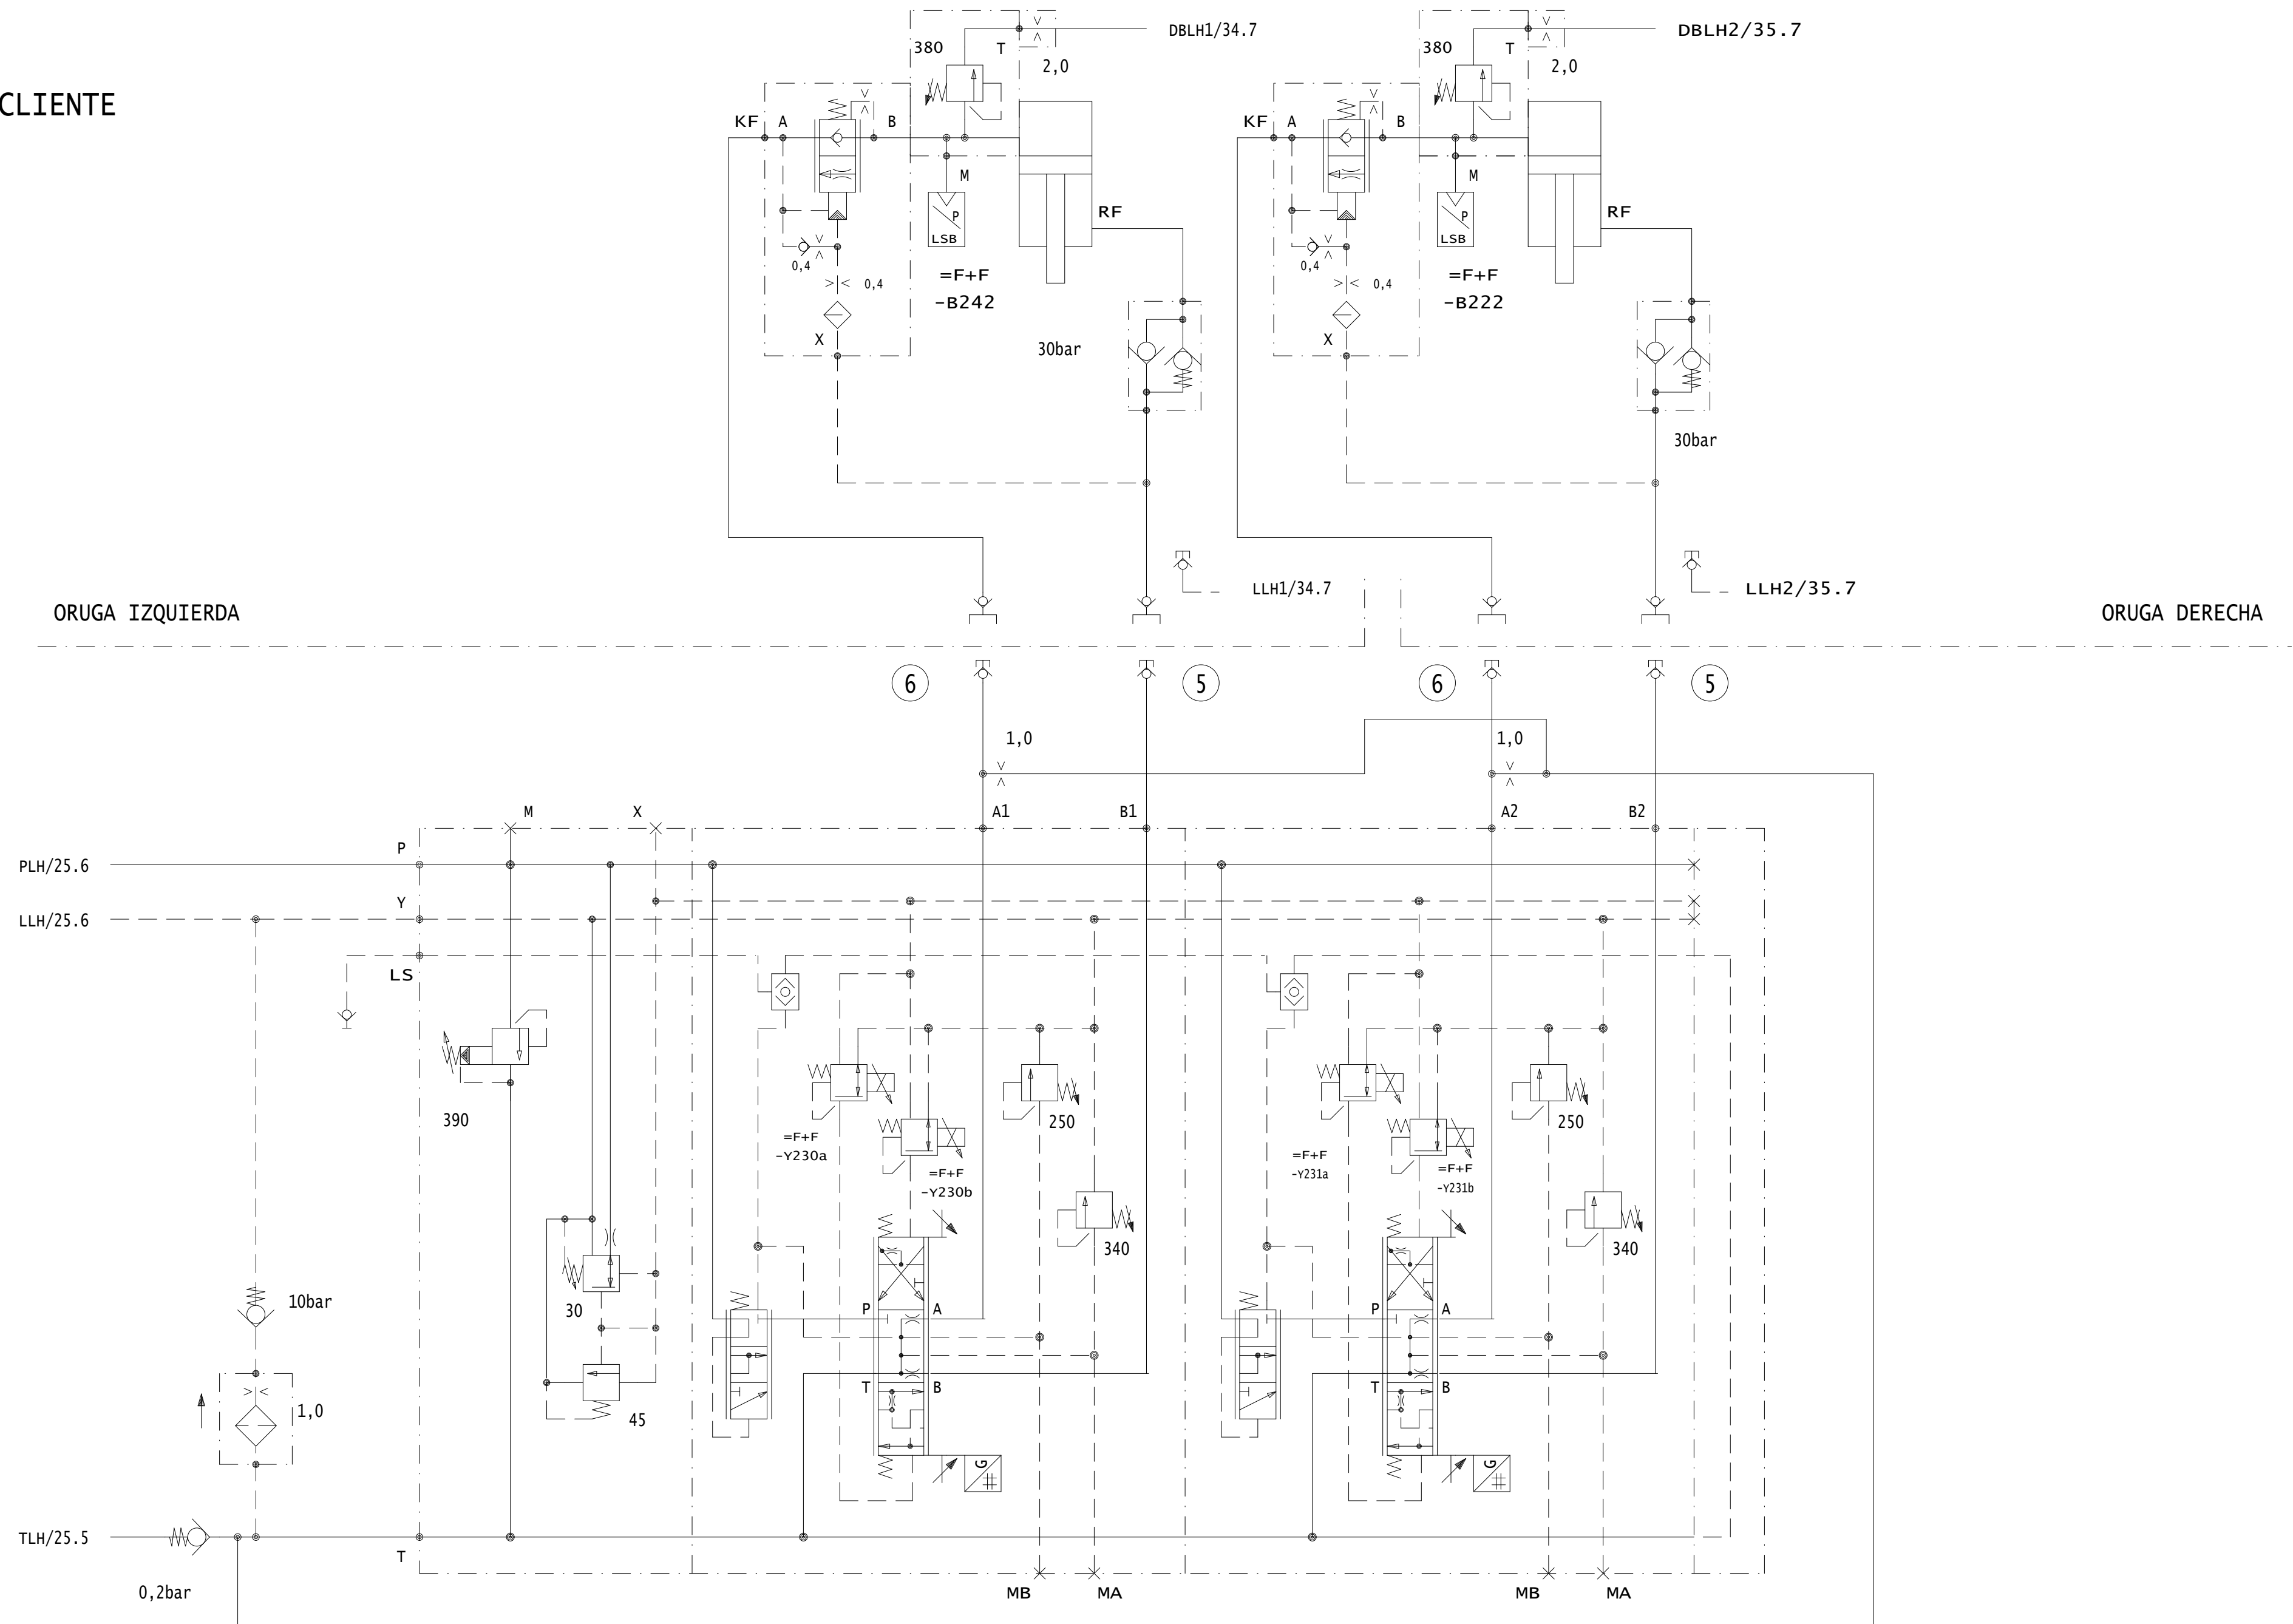 DBLH1/34.7
DBLH2/35.7
380
T
380
T
2,0
2,0
CLIENTE
KF
A
B
KF
A
B
M
M
P
LSB
P
LSB
RF
RF
0,4
0,4
0,4
0,4
=F+F
-B242
=F+F
-B222
X
X
30bar
30bar
LLH1/34.7
LLH2/35.7
ORUGA IZQUIERDA
ORUGA DERECHA
6
5
6
5
1,0
1,0
M
X
A1
B1
A2
B2
P
PLH/25.6
Y
LLH/25.6
LS
390
250
250
=F+F
-Y230a
=F+F
-Y230b
=F+F
-Y231a
=F+F
-Y231b
340
340
10bar
30
P
A
P
A
T
B
T
B
1,0
45
G
#
G
#
TLH/25.5
T
0,2bar
MB
MA
MB
MA